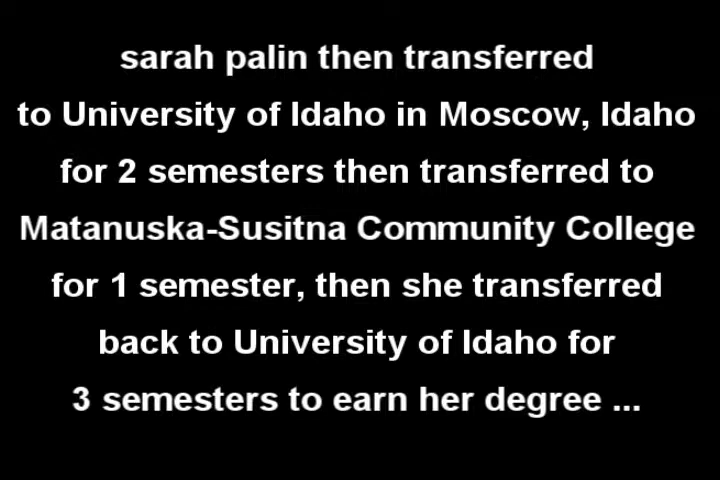 sarah palin then transferred
to University of Idaho in Moscow, Idaho
for 2 semesters then transferred to
Matanuska-Susitna Community College
for 1 semester, then she transferred
back to University of Idaho for
3 semesters to earn her degree ...